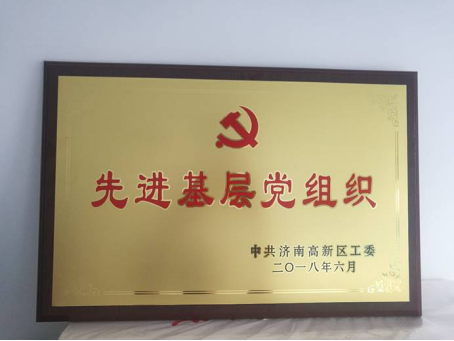 先进基层党组织
中共济南高新区工委
二〇一八年六月